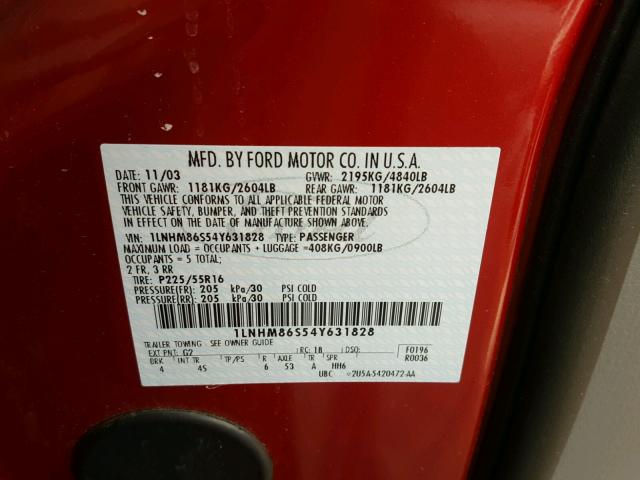 MFD. BY FORD MOTOR CO. IN U.S.A.
DATE: 11/03 GVWR: 2195KG/4840LB
FRONT GAWR: 1181KG/2604LB REAR GAWR: 1181KG/2604LB
THIS VEHICLE CONFORMS TO ALL APPLICABLE FEDERAL MOTOR
VEHICLE SAFETY, BUMPER, AND THEFT PREVENTION STANDARDS
IN EFFECT ON THE DATE OF MANUFACTURE SHOWN ABOVE.
VIN: 1LNHM86S54Y631828 TYPE: PASSENGER
MAXIMUM LOAD = OCCUPANTS + LUGGAGE =408KG/0900LB
OCCUPANTS = 5 TOTAL;
2 FR, 3 RR
TIRE: P225/55R16
PRESSURE(FR): 205 kPa/30 PSI COLD
PRESSURE(RR): 205 kPa/30 PSI COLD
1LNHM86S54Y631828
TRAILER TOWING - SEE OWNER GUIDE
EXT PNT: G2 RC: 18 DSO: F0196
BRK INT TR TP/PS R AXLE TR SPR R0036
4 4S 6 53 A HH6
UBC 2U5A-5420472-AA